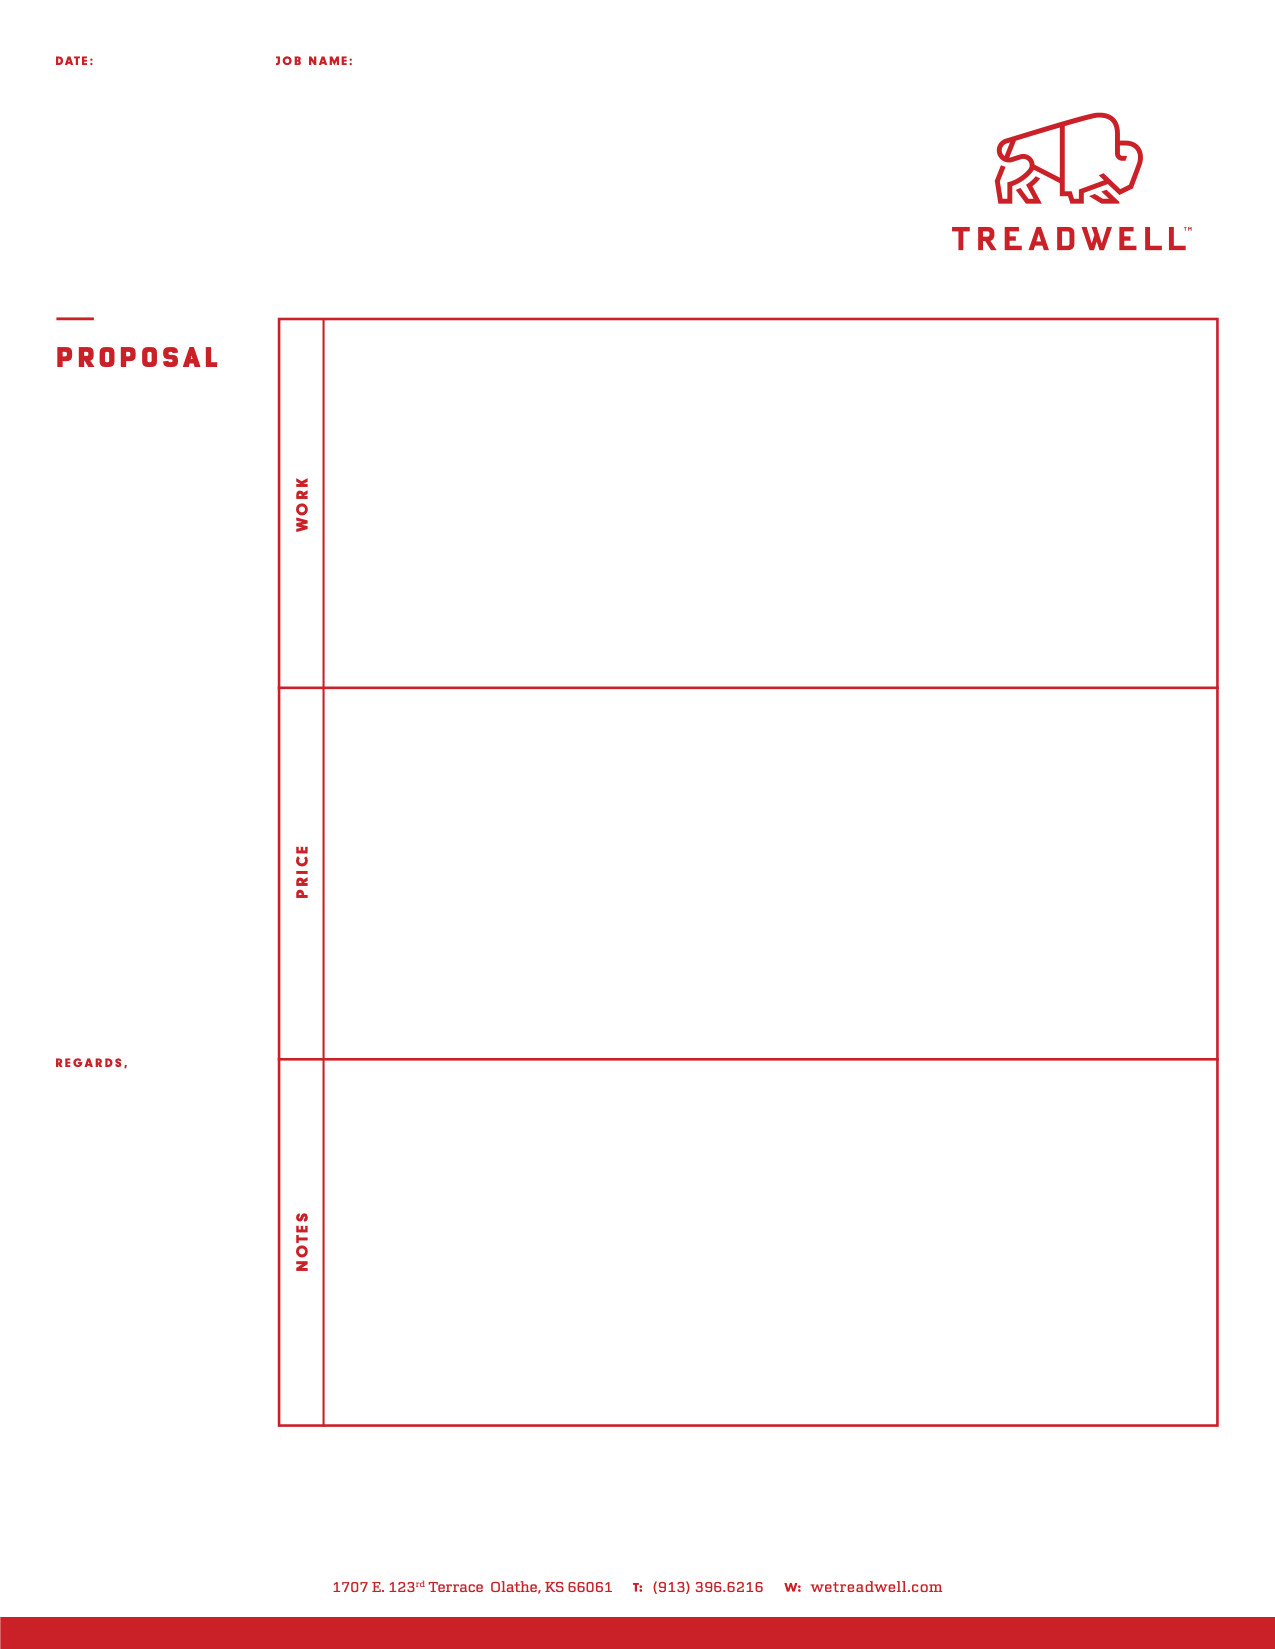 DATE:
JOB NAME:
TREADWELL™
PROPOSAL
WORK
PRICE
REGARDS,
NOTES
1707 E. 123rd Terrace Olathe, KS 66061 T: (913) 396.6216 W: wetreadwell.com